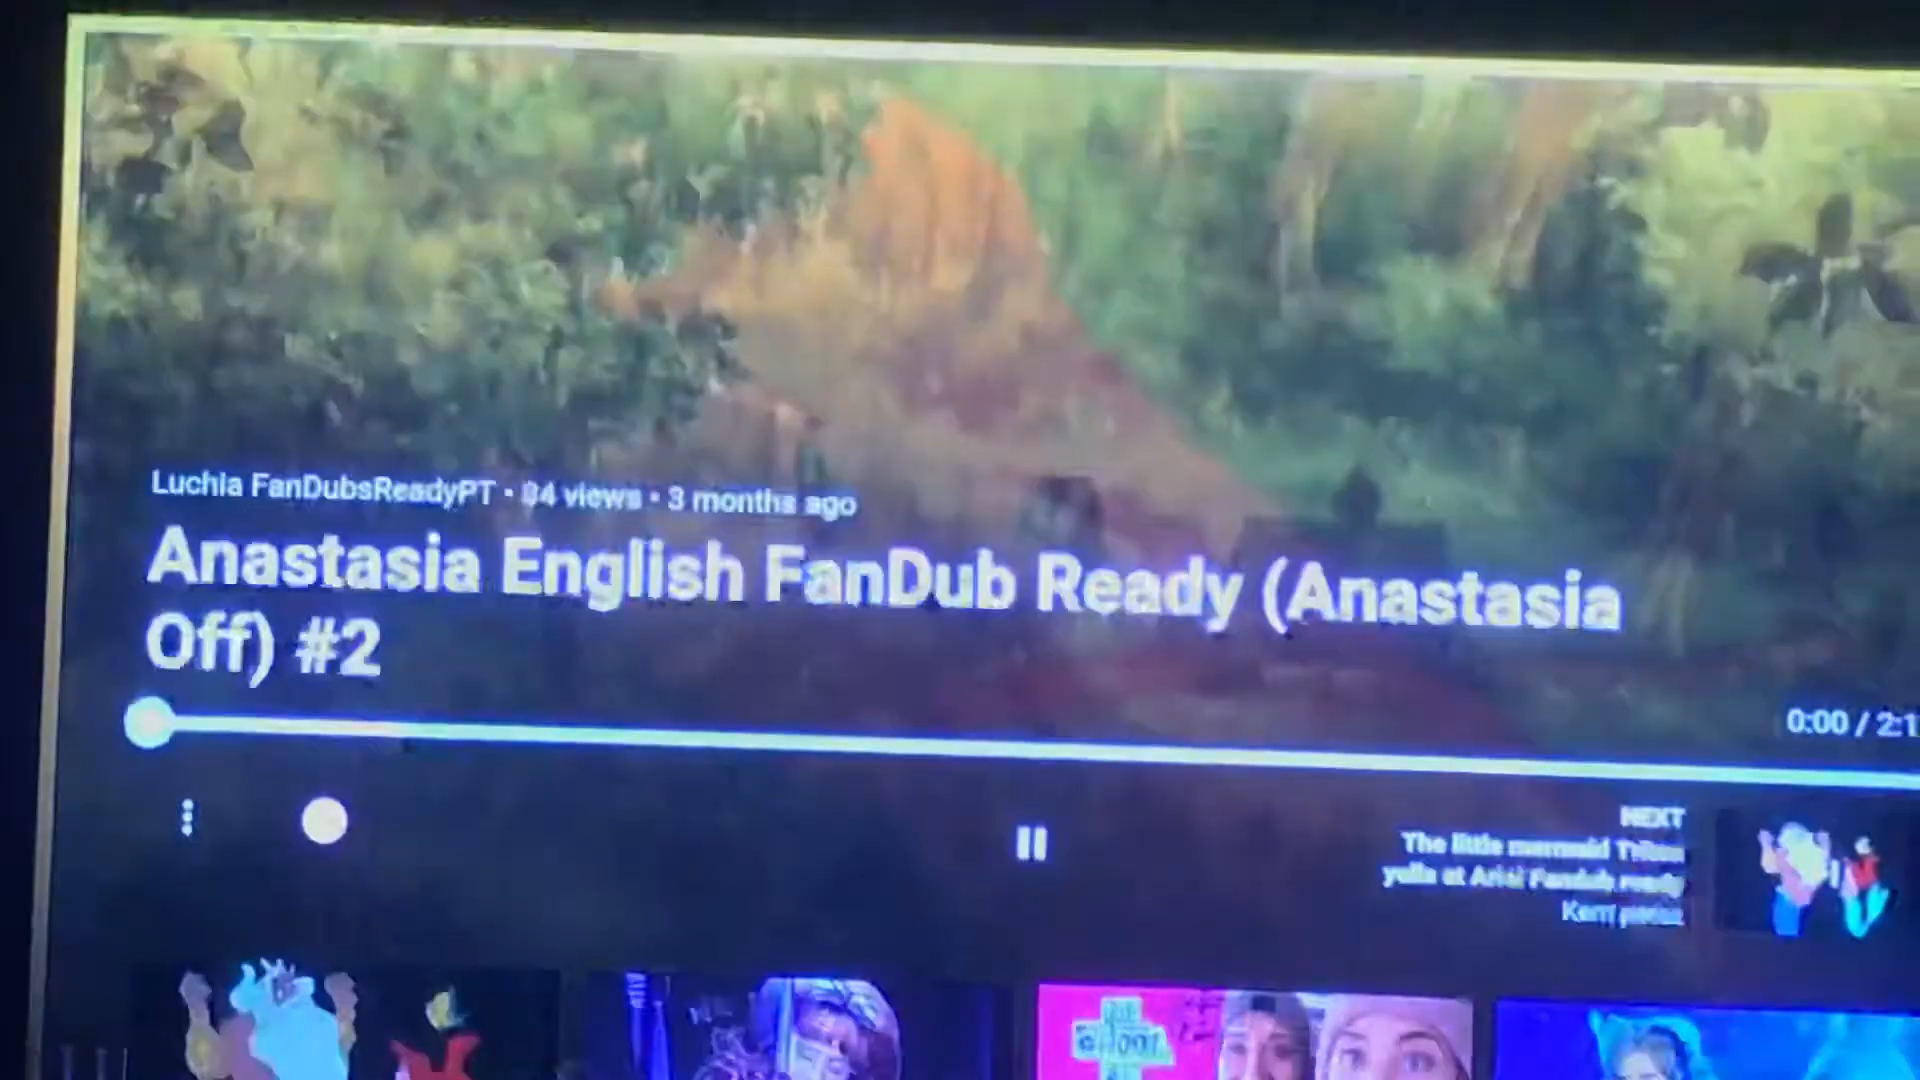 Luchia FanDubsReadyPT • 84 views • 3 months ago
Anastasia English FanDub Ready (Anastasia
Off) #2
0:00 / 2:1
NEXT
The little mermaid Triton
yells at Ariel Fandub ready